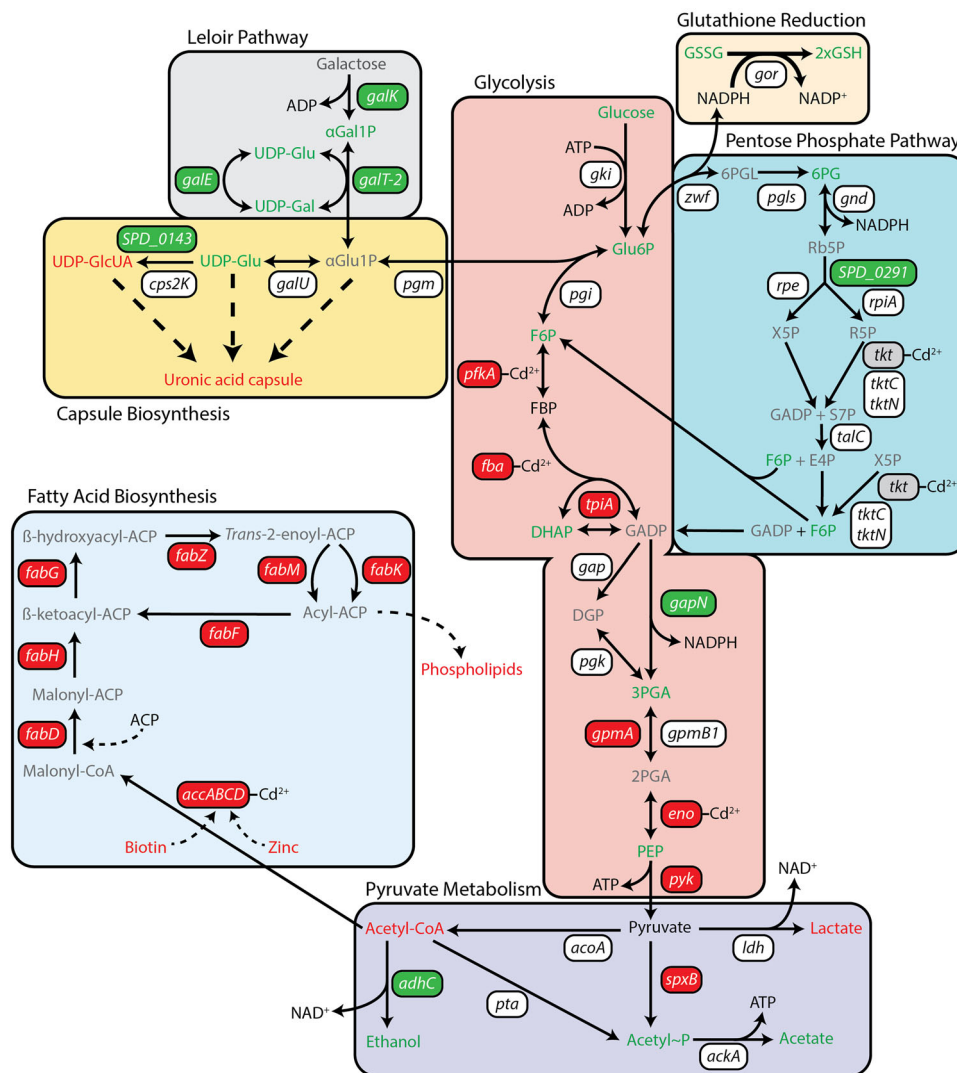 Leloir Pathway
Galactose
ADP
galK
αGal1P
UDP-Glu
galE
galT-2
UDP-Gal
SPD_0143
UDP-GlcUA
UDP-Glu
αGlu1P
cps2K
galU
pgm
Uronic acid capsule
Capsule Biosynthesis
Glycolysis
Glucose
ATP
gki
ADP
Glu6P
pgi
F6P
pfkA
Cd²⁺
FBP
fba
Cd²⁺
tpiA
DHAP
GADP
gap
gapN
DGP
NADPH
pgk
3PGA
gpmA
gpmB1
2PGA
eno
Cd²⁺
PEP
ATP
pyk
Glutathione Reduction
GSSG
2xGSH
gor
NADPH
NADP⁺
Pentose Phosphate Pathway
zwf
6PGL
pgls
6PG
gnd
NADPH
Rb5P
rpe
SPD_0291
rpiA
X5P
R5P
tkt
Cd²⁺
tktC
tktN
GADP + S7P
talC
F6P + E4P
X5P
tkt
Cd²⁺
tktC
tktN
GADP + F6P
Fatty Acid Biosynthesis
ß-hydroxyacyl-ACP
fabZ
Trans-2-enoyl-ACP
fabG
fabM
fabK
ß-ketoacyl-ACP
Acyl-ACP
fabF
fabH
Phospholipids
Malonyl-ACP
fabD
ACP
Malonyl-CoA
accABCD
Cd²⁺
Biotin
Zinc
Pyruvate Metabolism
NAD⁺
Acetyl-CoA
Pyruvate
Lactate
acoA
ldh
adhC
spxB
NAD⁺
pta
ATP
Ethanol
Acetyl~P
Acetate
ackA